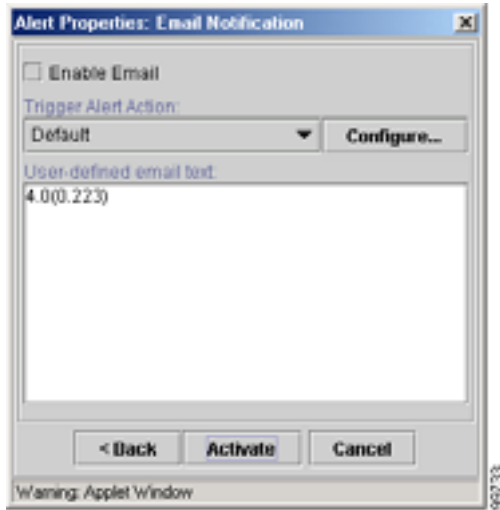 Alert Properties: Email Notification
Enable Email
Trigger Alert Action:
Default
Configure...
User-defined email text:
4.0(0.223)
< Back
Activate
Cancel
Warning: Applet Window
99733